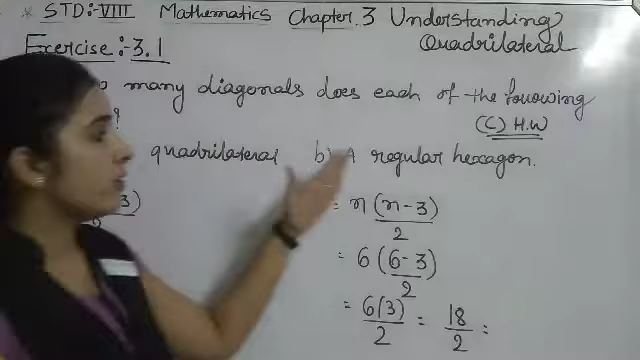 * STD:-VIII Mathematics Chapter.3 Understanding
Quadrilateral
Exercise:-3.1
many diagonals does each of the following
?
(C) H.W
quadrilateral b) A regular hexagon.
3)
= n(n-3)/2
= 6(6-3)/2
= 6(3)/2 = 18/2 =